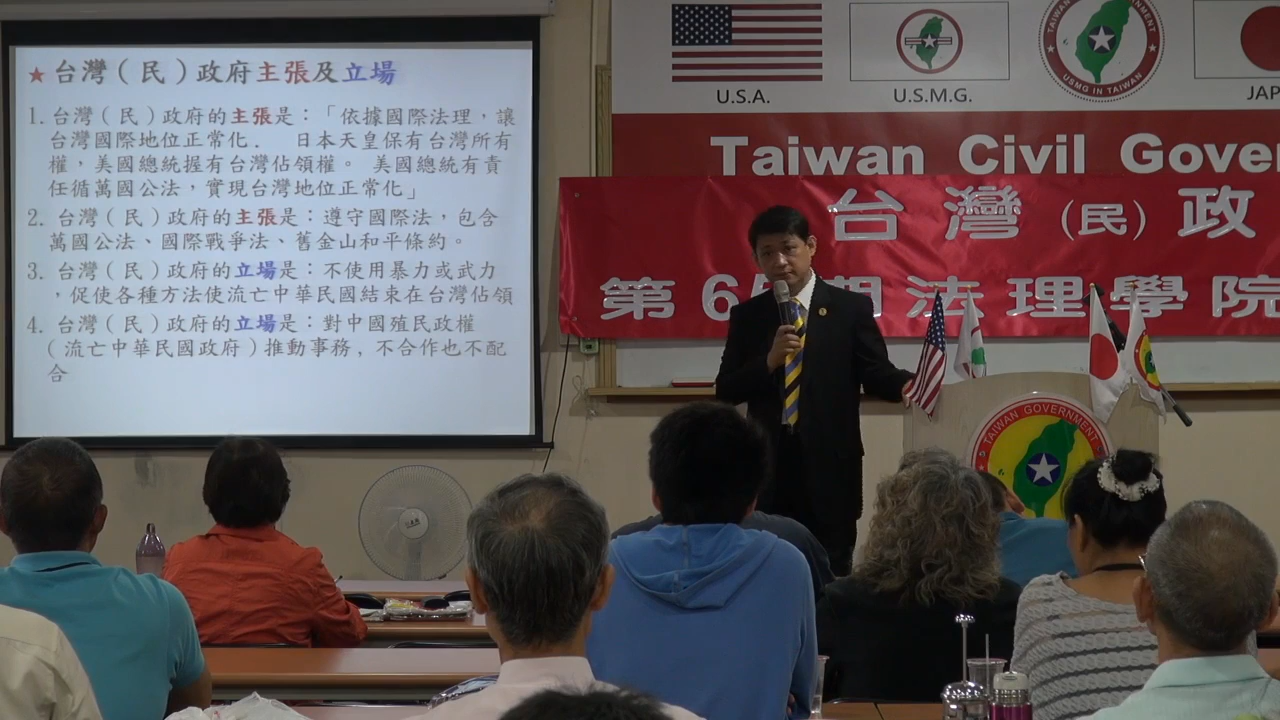 ★台灣(民)政府主張及立場
1. 台灣(民)政府的主張是:「依據國際法理,讓
台灣國際地位正常化. 日本天皇保有台灣所有
權,美國總統握有台灣佔領權。 美國總統有責
任循萬國公法,實現台灣地位正常化」
2. 台灣(民)政府的主張是:遵守國際法,包含
萬國公法、國際戰爭法、舊金山和平條約。
3. 台灣(民)政府的立場是:不使用暴力或武力
,促使各種方法使流亡中華民國結束在台灣佔領
4. 台灣(民)政府的立場是:對中國殖民政權
(流亡中華民國政府)推動事務, 不合作也不配
合
USMG IN TAIWAN
U.S.A.
U.S.M.G.
JAP
Taiwan Civil Gover
台灣(民)政
第6 期法理學院
TAIWAN GOVERNMENT